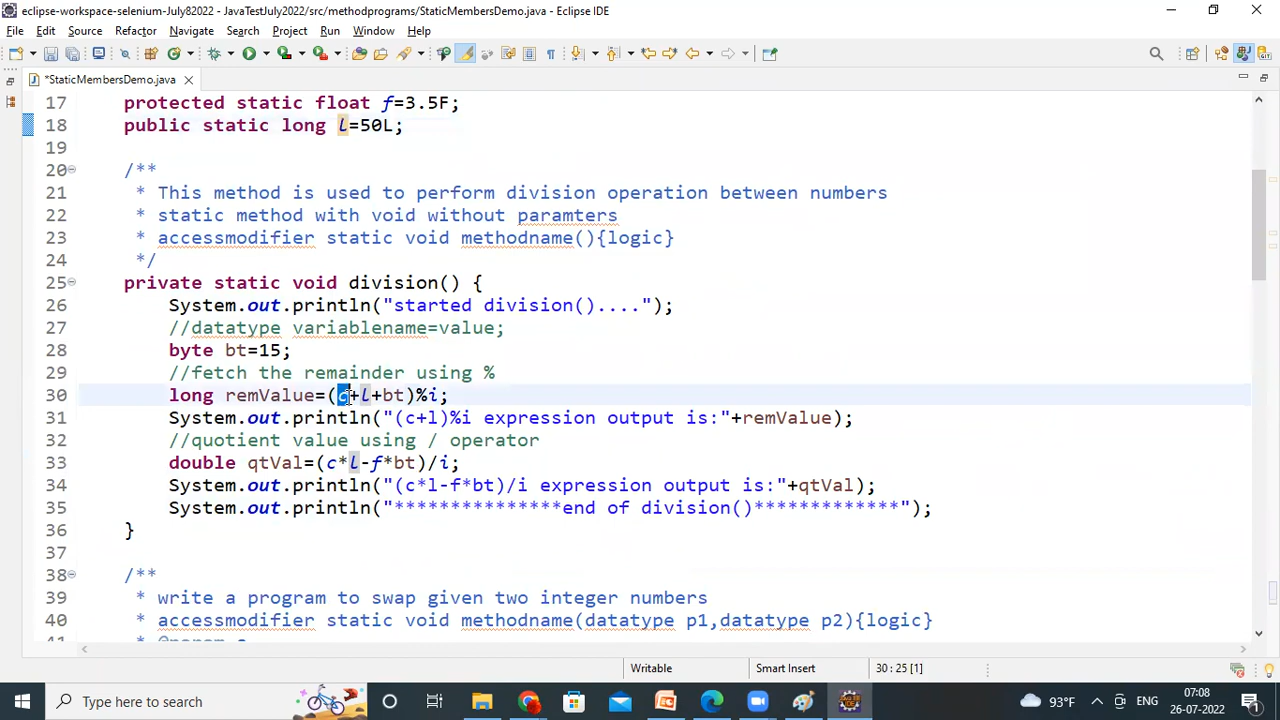 eclipse-workspace-selenium-July82022 - JavaTestJuly2022/src/methodprograms/StaticMembersDemo.java - Eclipse IDE
File Edit Source Refactor Navigate Search Project Run Window Help
*StaticMembersDemo.java
17 protected static float f=3.5F;
18 public static long l=50L;
19
20 /**
21 * This method is used to perform division operation between numbers
22 * static method with void without paramters
23 * accessmodifier static void methodname(){logic}
24 */
25 private static void division() {
26 System.out.println("started division()....");
27 //datatype variablename=value;
28 byte bt=15;
29 //fetch the remainder using %
30 long remValue=(c+l+bt)%i;
31 System.out.println("(c+l)%i expression output is:"+remValue);
32 //quotient value using / operator
33 double qtVal=(c*l-f*bt)/i;
34 System.out.println("(c*l-f*bt)/i expression output is:"+qtVal);
35 System.out.println("***************end of division()*************");
36 }
37
38 /**
39 * write a program to swap given two integer numbers
40 * accessmodifier static void methodname(datatype p1,datatype p2){logic}
Writable Smart Insert 30 : 25 [1]
Type here to search
93°F ENG 07:08
26-07-2022